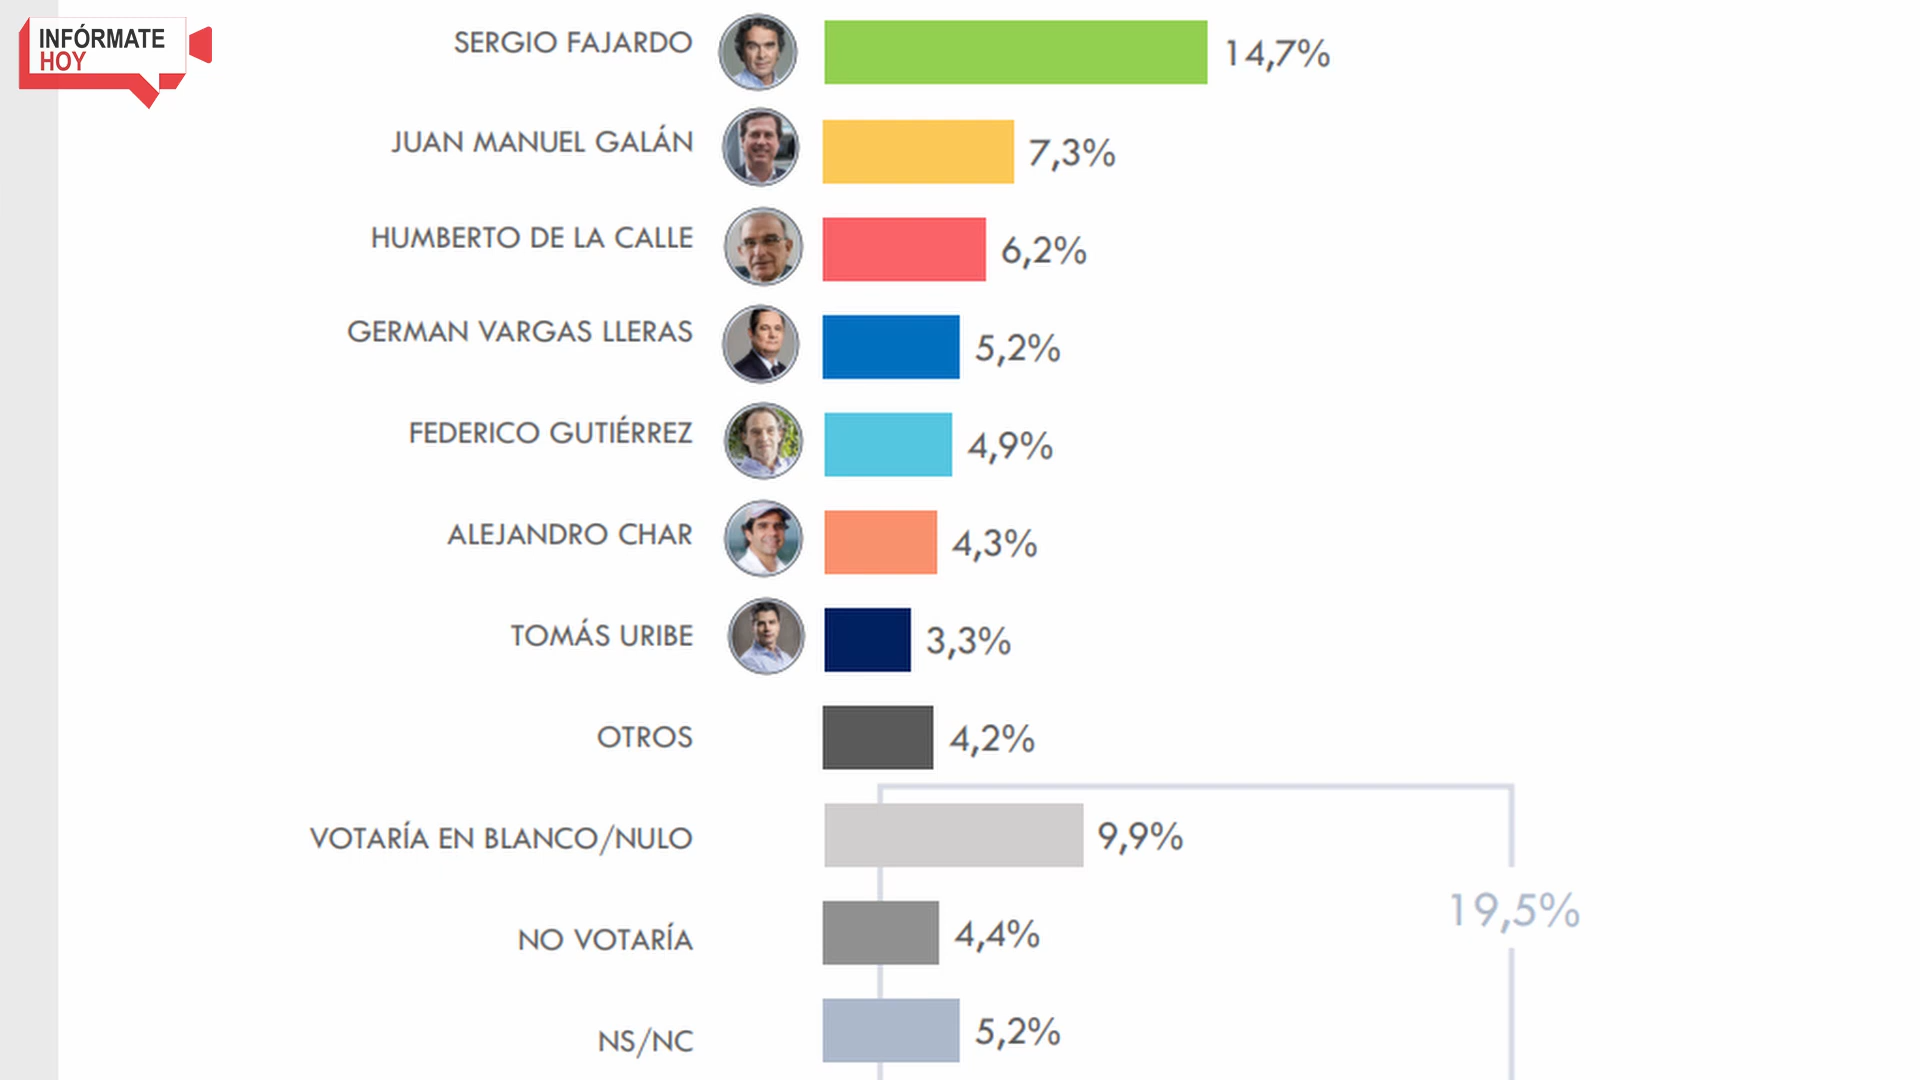 INFÓRMATE
HOY
SERGIO FAJARDO 14,7%
JUAN MANUEL GALÁN 7,3%
HUMBERTO DE LA CALLE 6,2%
GERMAN VARGAS LLERAS 5,2%
FEDERICO GUTIÉRREZ 4,9%
ALEJANDRO CHAR 4,3%
TOMÁS URIBE 3,3%
OTROS 4,2%
VOTARÍA EN BLANCO/NULO 9,9%
19,5%
NO VOTARÍA 4,4%
NS/NC 5,2%